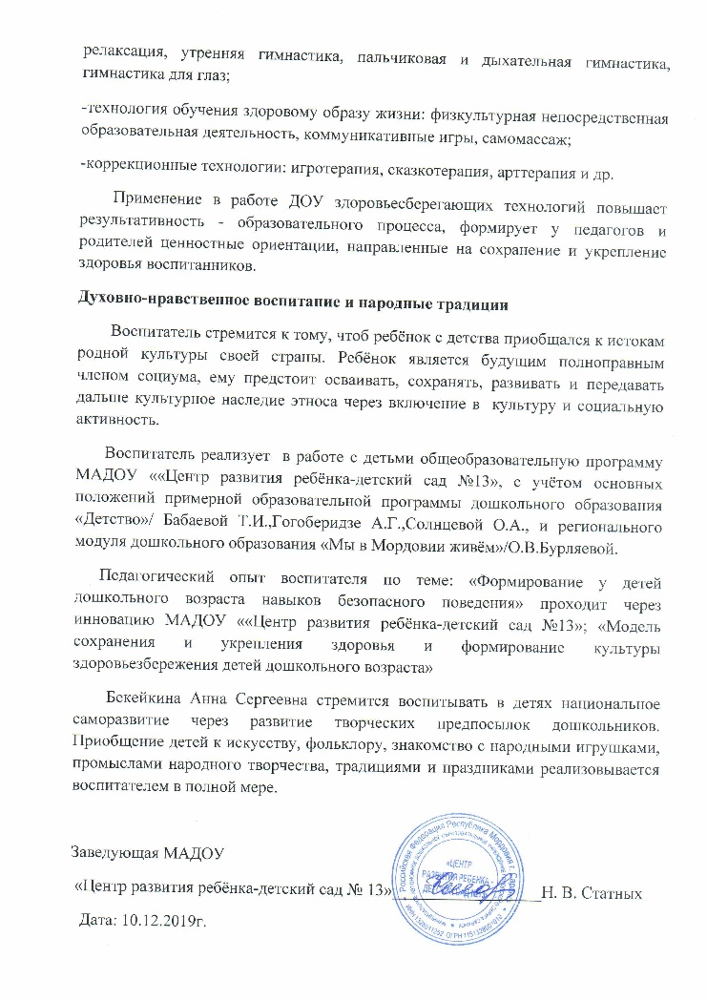 релаксация, утренняя гимнастика, пальчиковая и дыхательная гимнастика,
гимнастика для глаз;
-технология обучения здоровому образу жизни: физкультурная непосредственная
образовательная деятельность, коммуникативные игры, самомассаж;
-коррекционные технологии: игротерапия, сказкотерапия, арттерапия и др.
Применение в работе ДОУ здоровьесберегающих технологий повышает
результативность - образовательного процесса, формирует у педагогов и
родителей ценностные ориентации, направленные на сохранение и укрепление
здоровья воспитанников.
Духовно-нравственное воспитание и народные традиции
Воспитатель стремится к тому, чтоб ребёнок с детства приобщался к истокам
родной культуры своей страны. Ребёнок является будущим полноправным
членом социума, ему предстоит осваивать, сохранять, развивать и передавать
дальше культурное наследие этноса через включение в культуру и социальную
активность.
Воспитатель реализует в работе с детьми общеобразовательную программу
МАДОУ ««Центр развития ребёнка-детский сад №13», с учётом основных
положений примерной образовательной программы дошкольного образования
«Детство»/ Бабаевой Т.И.,Гогоберидзе А.Г.,Солнцевой О.А., и регионального
модуля дошкольного образования «Мы в Мордовии живём»/О.В.Бурляевой.
Педагогический опыт воспитателя по теме: «Формирование у детей
дошкольного возраста навыков безопасного поведения» проходит через
инновацию МАДОУ ««Центр развития ребёнка-детский сад №13»; «Модель
сохранения и укрепления здоровья и формирование культуры
здоровьезбережения детей дошкольного возраста»
Бекейкина Анна Сергеевна стремится воспитывать в детях национальное
саморазвитие через развитие творческих предпосылок дошкольников.
Приобщение детей к искусству, фольклору, знакомство с народными игрушками,
промыслами народного творчества, традициями и праздниками реализовывается
воспитателем в полной мере.
Заведующая МАДОУ
«Центр развития ребёнка-детский сад № 13»__________________Н. В. Статных
Дата: 10.12.2019г.
Российская Федерация Республика Мордовия г.
«ЦЕНТР
РАЗВИТИЯ РЕБЕНКА -